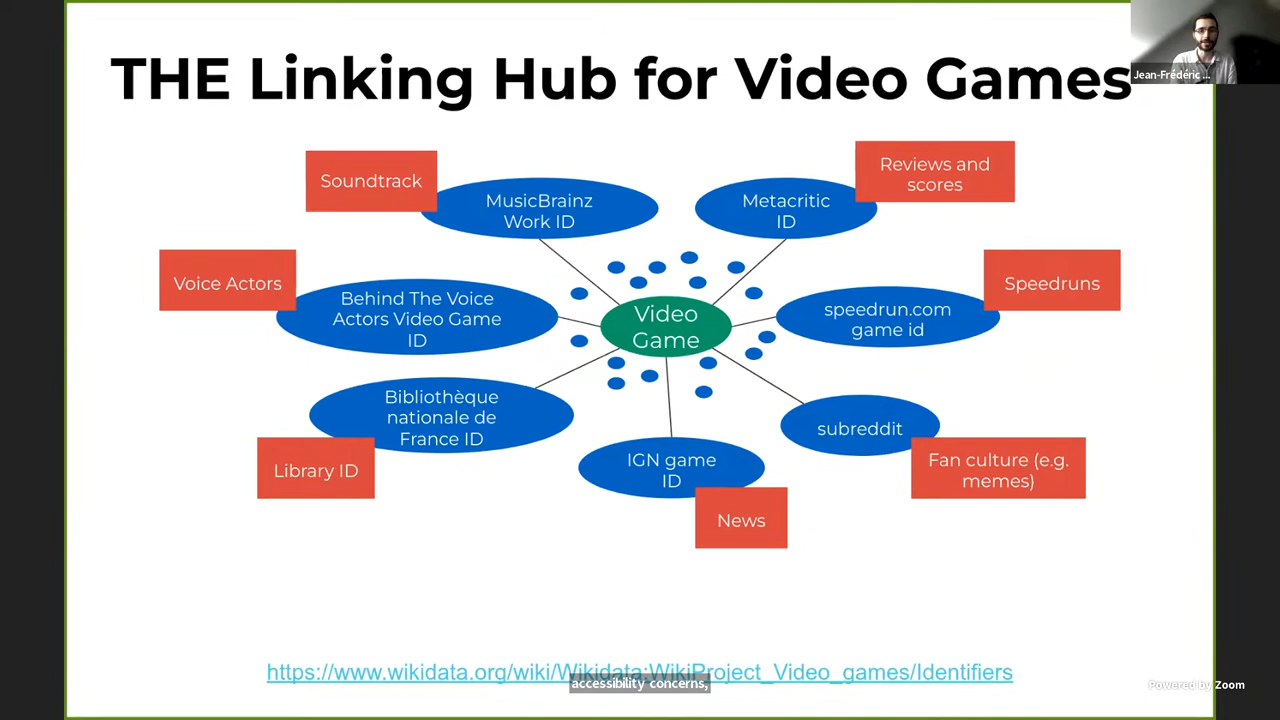 THE Linking Hub for Video Games
Jean-Frédéric ...
Soundtrack
MusicBrainz
Work ID
Metacritic
ID
Reviews and
scores
Voice Actors
Behind The Voice
Actors Video Game
ID
Video
Game
speedrun.com
game id
Speedruns
Bibliothèque
nationale de
France ID
Library ID
IGN game
ID
News
subreddit
Fan culture (e.g.
memes)
https://www.wikidata.org/wiki/Wikidata:WikiProject_Video_games/Identifiers
accessibility concerns,
Powered by Zoom